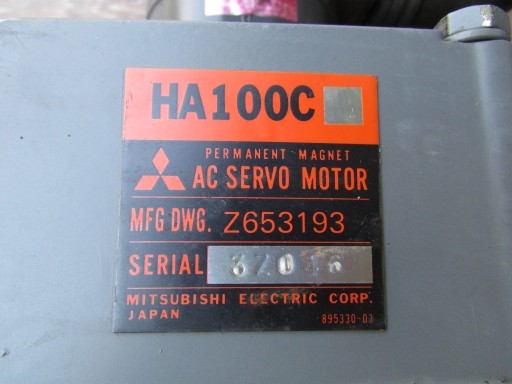 HA100C
PERMANENT MAGNET
AC SERVO MOTOR
MFG DWG. Z653193
SERIAL
MITSUBISHI ELECTRIC CORP.
JAPAN
895330-03